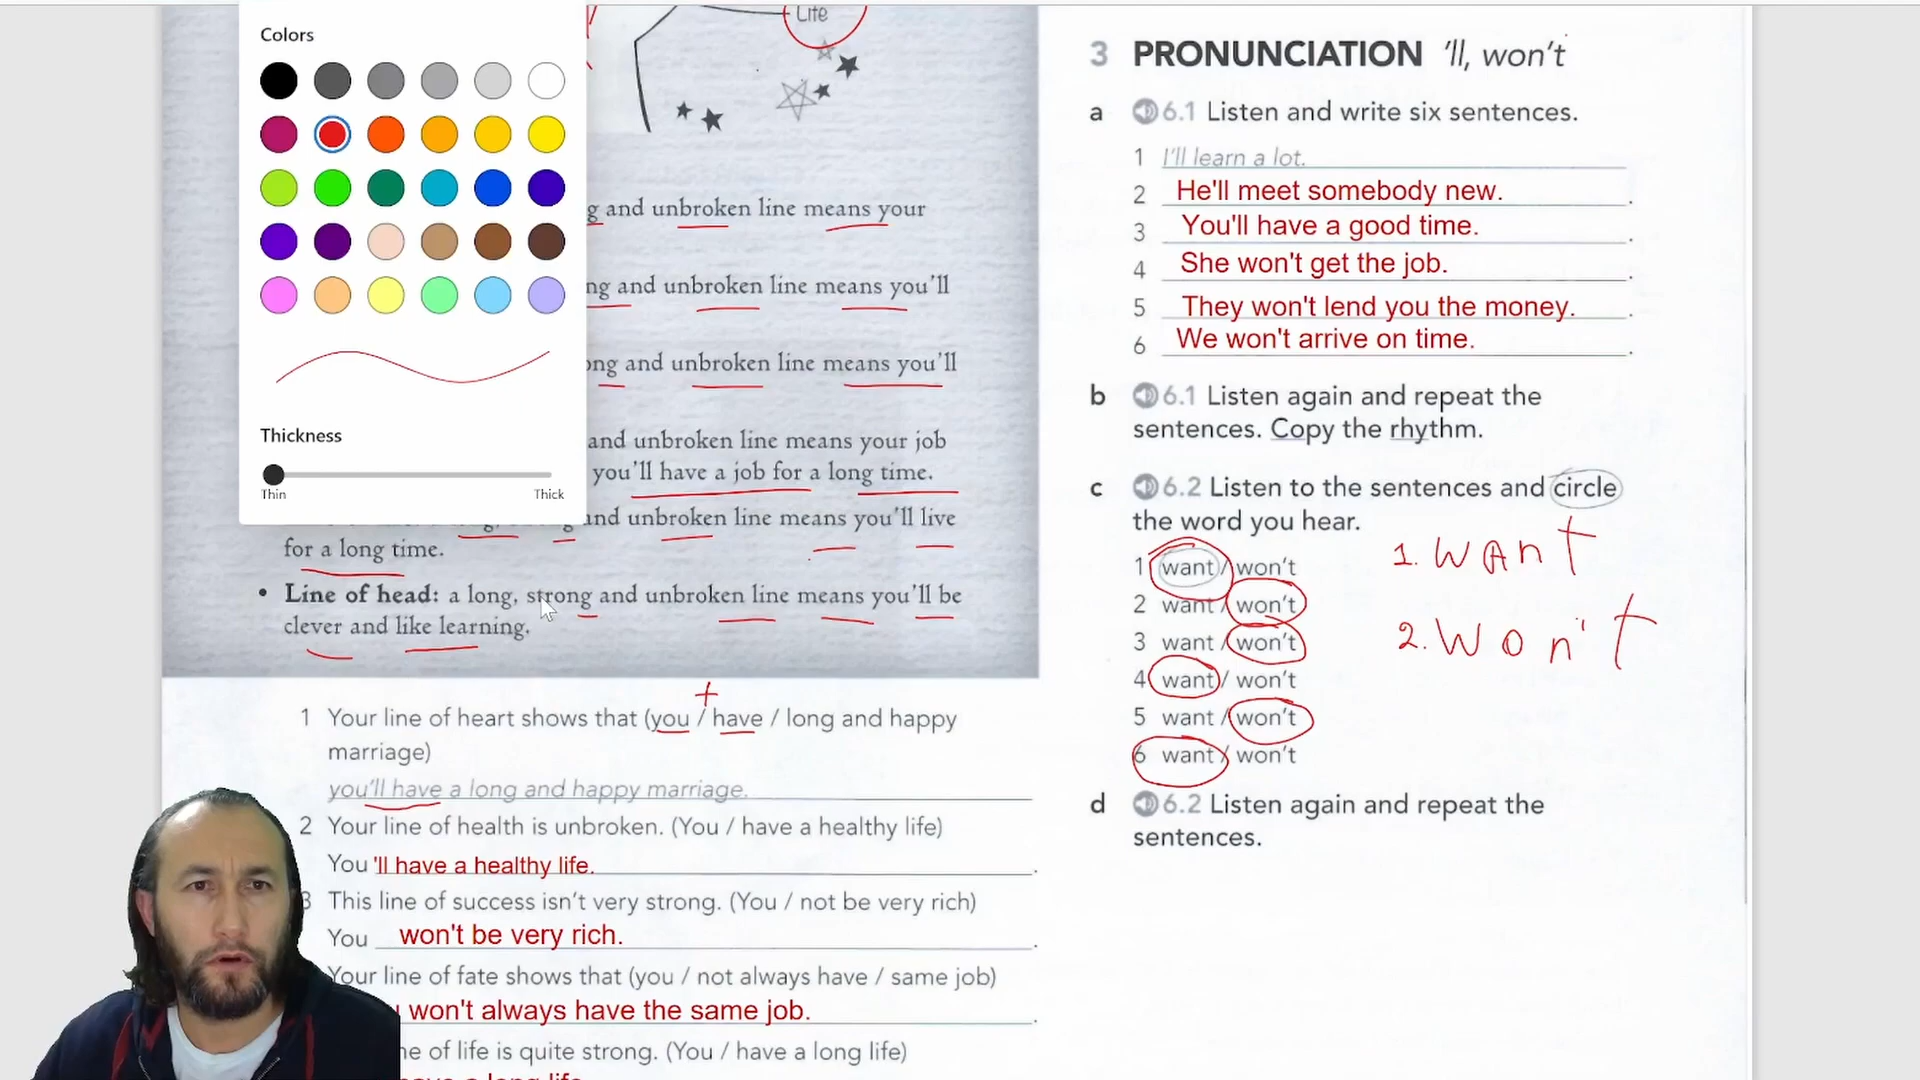 Colors
Thickness
Thin
Thick
Life
and unbroken line means your
and unbroken line means you'll
and unbroken line means you'll
and unbroken line means your job
you'll have a job for a long time.
and unbroken line means you'll live
for a long time.
• Line of head: a long, strong and unbroken line means you'll be
clever and like learning.
+
1 Your line of heart shows that (you / have / long and happy
marriage)
you'll have a long and happy marriage.
2 Your line of health is unbroken. (You / have a healthy life)
You 'll have a healthy life.
3 This line of success isn't very strong. (You / not be very rich)
You won't be very rich.
Your line of fate shows that (you / not always have / same job)
won't always have the same job.
of life is quite strong. (You / have a long life)
3 PRONUNCIATION 'll, won't
a 6.1 Listen and write six sentences.
1 I'll learn a lot.
2 He'll meet somebody new.
3 You'll have a good time.
4 She won't get the job.
5 They won't lend you the money.
6 We won't arrive on time.
b 6.1 Listen again and repeat the
sentences. Copy the rhythm.
c 6.2 Listen to the sentences and circle
the word you hear.
1 want / won't
2 want / won't
3 want / won't
4 want / won't
5 want / won't
6 want / won't
1. WAnT
2. Won't
d 6.2 Listen again and repeat the
sentences.